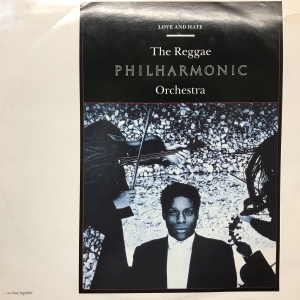 LOVE AND HATE
The Reggae
PHILHARMONIC
Orchestra